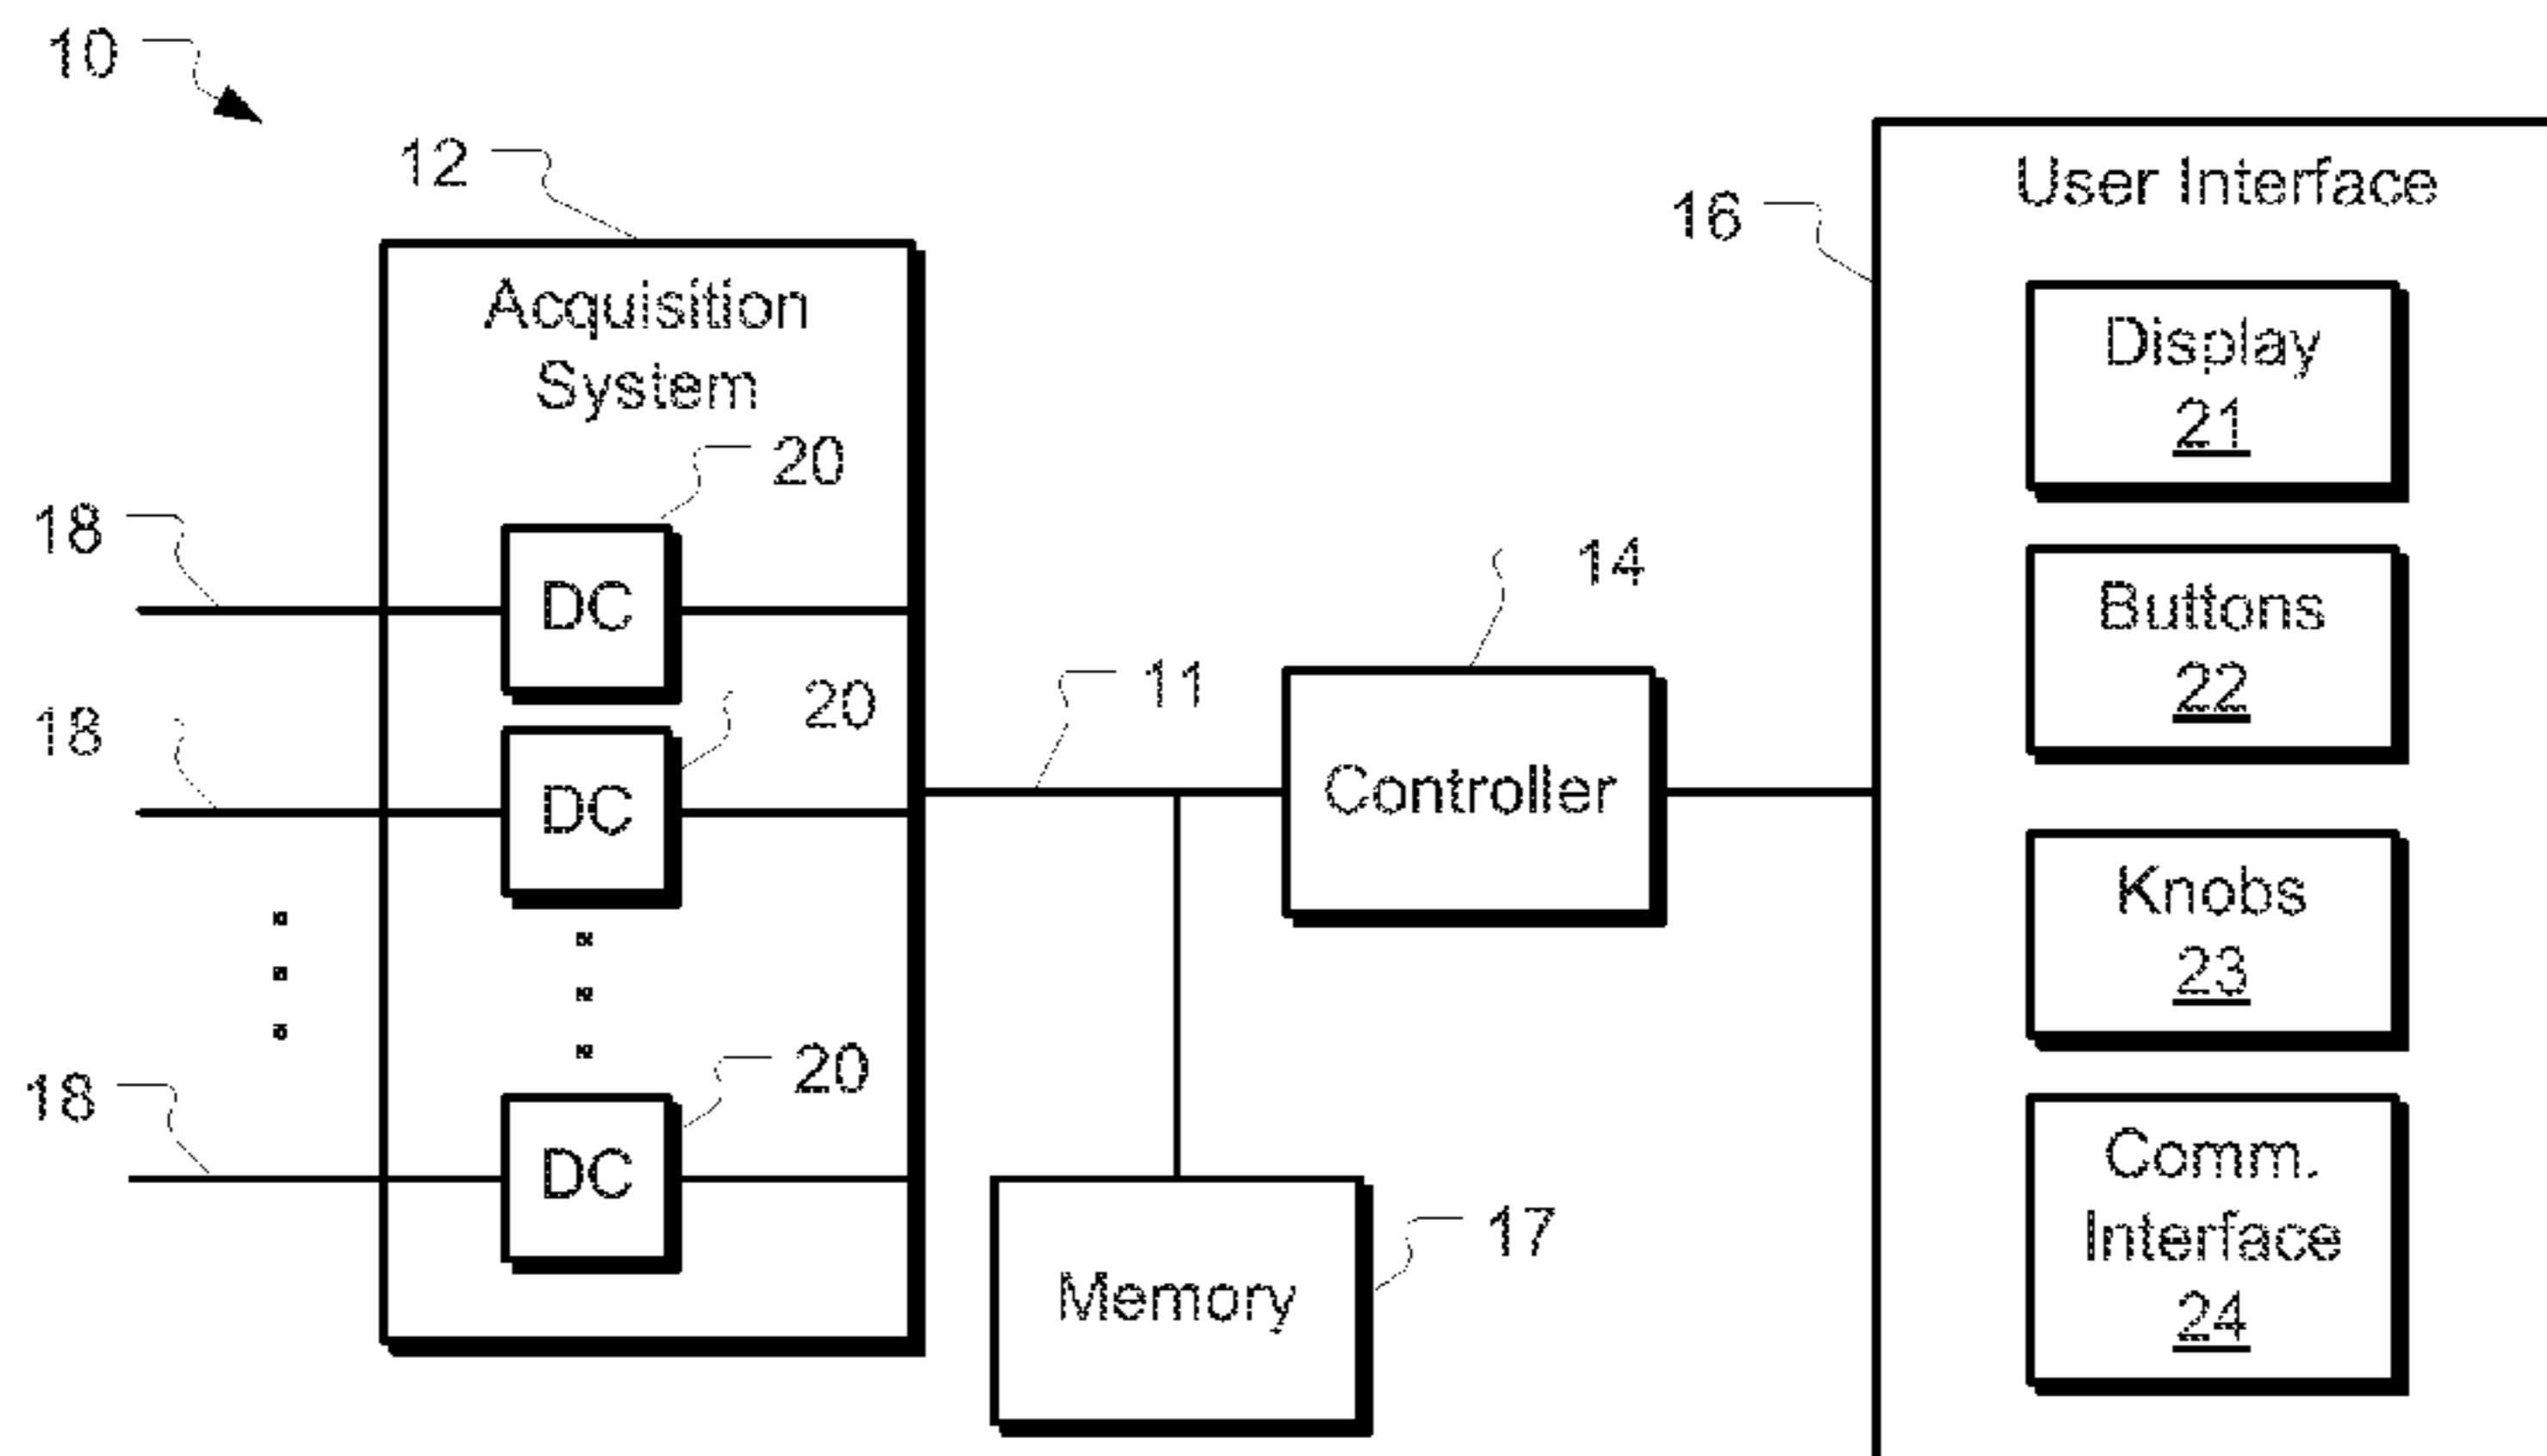 10
12
Acquisition
System
20
18
DC
18
20
DC
20
18
DC
11
14
Controller
17
Memory
16
User Interface
Display
21
Buttons
22
Knobs
23
Comm.
Interface
24